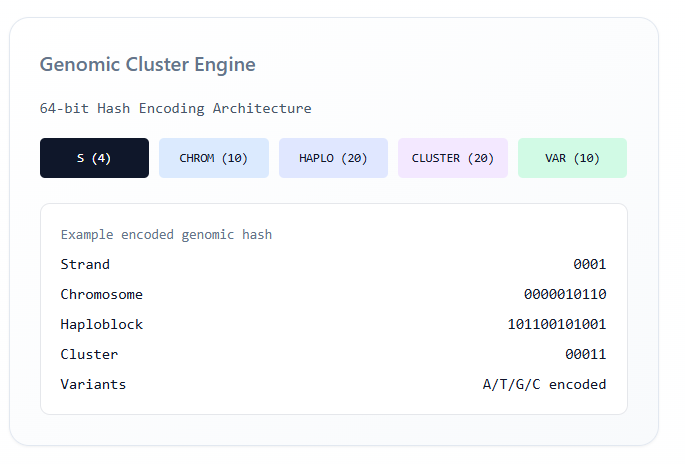 Genomic Cluster Engine
64-bit Hash Encoding Architecture
S (4) CHROM (10) HAPLO (20) CLUSTER (20) VAR (10)
Example encoded genomic hash
Strand 0001
Chromosome 0000010110
Haploblock 101100101001
Cluster 00011
Variants A/T/G/C encoded